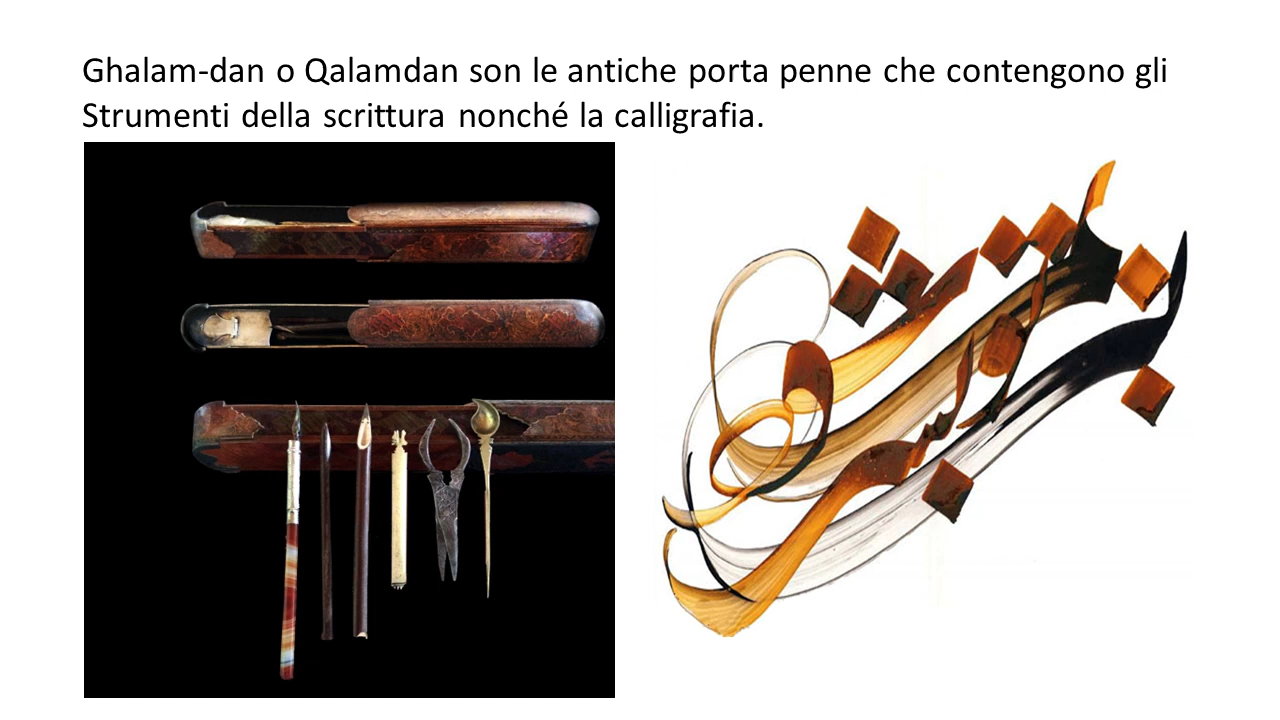 Ghalam-dan o Qalamdan son le antiche porta penne che contengono gli
Strumenti della scrittura nonché la calligrafia.